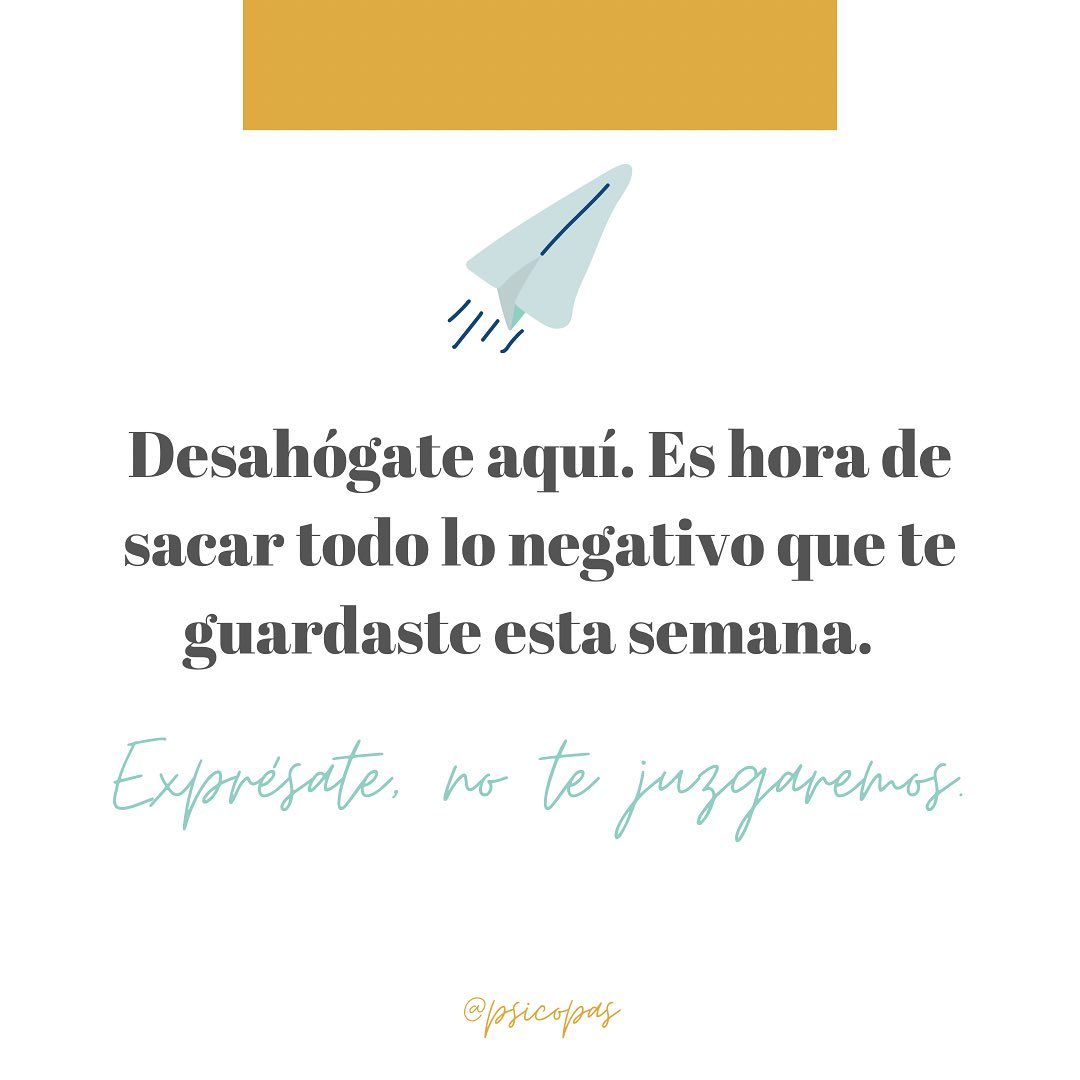 Desahógate aquí. Es hora de
sacar todo lo negativo que te
guardaste esta semana.
Exprésate, no te juzgaremos.
@psicopas